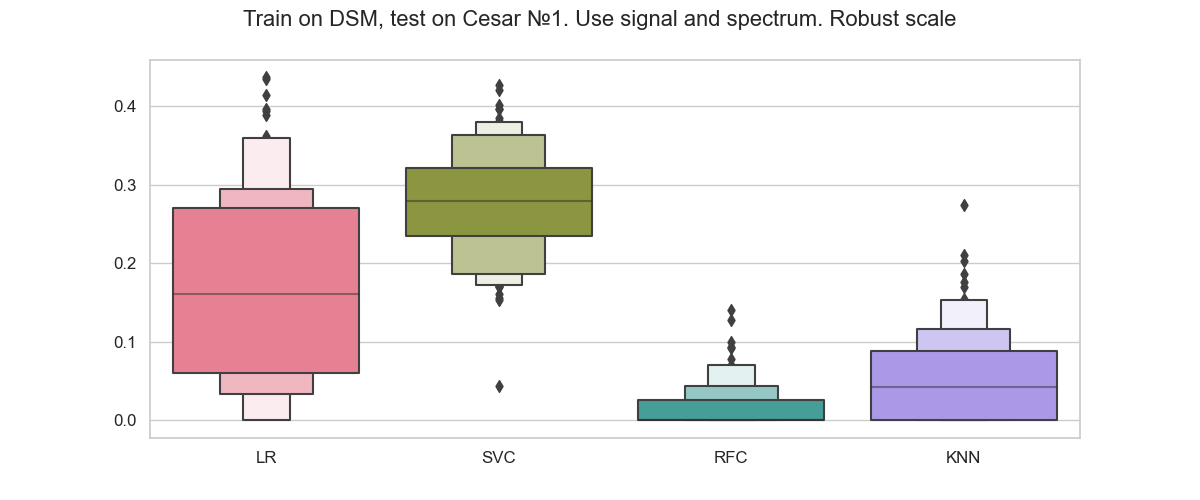 Train on DSM, test on Cesar №1. Use signal and spectrum. Robust scale
0.4
0.3
0.2
0.1
0.0
LR SVC RFC KNN